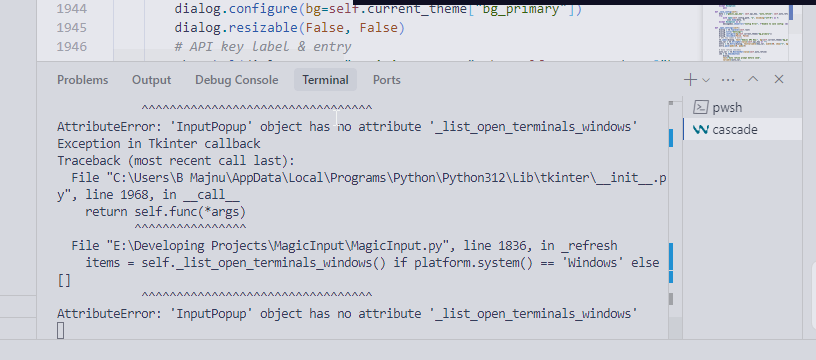 1944 dialog.configure(bg=self.current_theme["bg_primary"])
1945 dialog.resizable(False, False)
1946 # API key label & entry
Problems Output Debug Console Terminal Ports
^^^^^^^^^^^^^^^^^^^^^^^^^^^^^^^^^
AttributeError: 'InputPopup' object has no attribute '_list_open_terminals_windows'
Exception in Tkinter callback
Traceback (most recent call last):
File "C:\Users\B Majnu\AppData\Local\Programs\Python\Python312\Lib\tkinter\__init__.p
y", line 1968, in __call__
return self.func(*args)
^^^^^^^^^^^^^^^^
File "E:\Developing Projects\MagicInput\MagicInput.py", line 1836, in _refresh
items = self._list_open_terminals_windows() if platform.system() == 'Windows' else
[]
^^^^^^^^^^^^^^^^^^^^^^^^^^^^^^^^^
AttributeError: 'InputPopup' object has no attribute '_list_open_terminals_windows'
pwsh
cascade